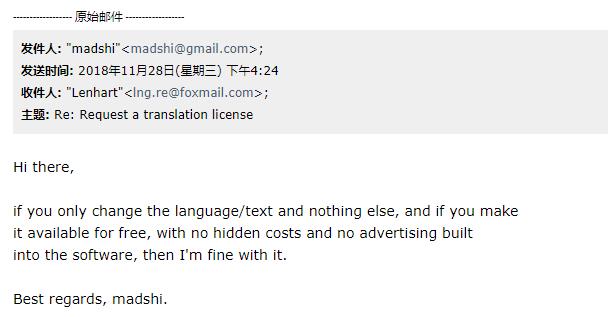 ------------------ 原始邮件 ------------------
发件人: "madshi"<madshi@gmail.com>;
发送时间: 2018年11月28日(星期三) 下午4:24
收件人: "Lenhart"<lng.re@foxmail.com>;
主题: Re: Request a translation license
Hi there,
if you only change the language/text and nothing else, and if you make
it available for free, with no hidden costs and no advertising built
into the software, then I'm fine with it.
Best regards, madshi.